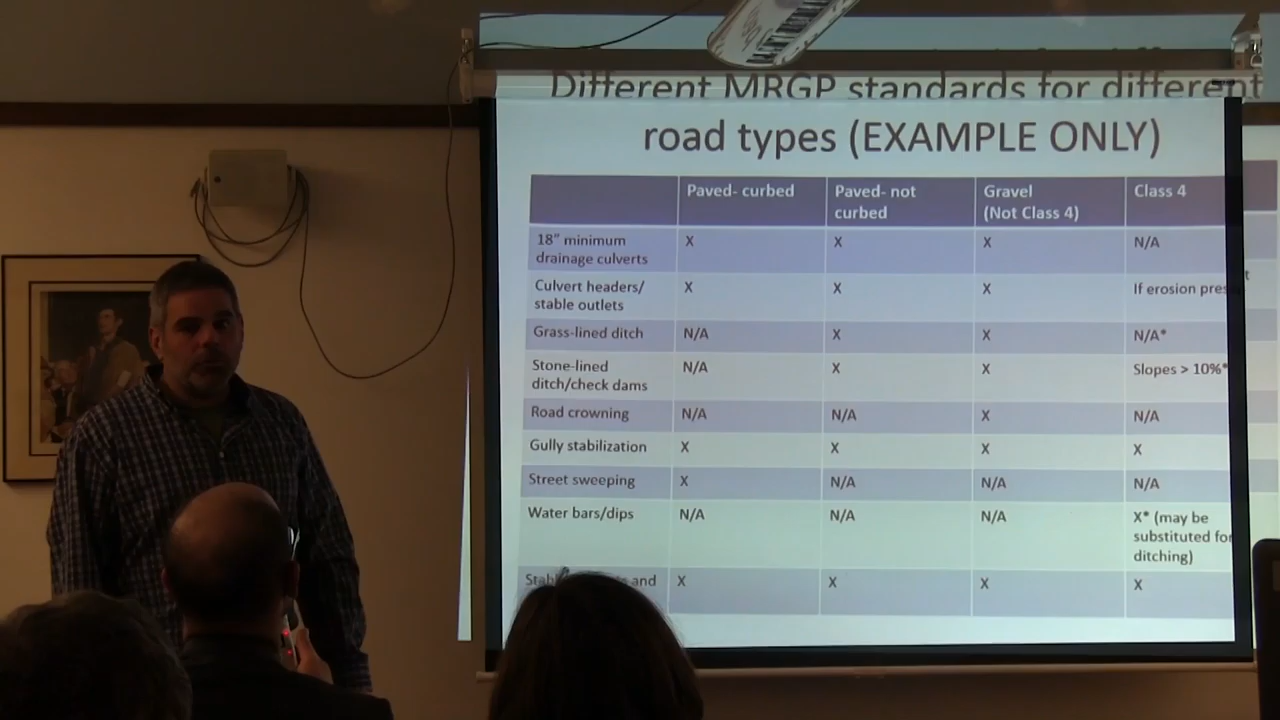 Different MRGP standards for different
road types (EXAMPLE ONLY)
Paved- curbed Paved- not curbed Gravel (Not Class 4) Class 4
18" minimum drainage culverts X X X N/A
Culvert headers/ stable outlets X X X If erosion
Grass-lined ditch N/A X X N/A*
Stone-lined ditch/check dams N/A X X Slopes > 10%*
Road crowning N/A N/A X N/A
Gully stabilization X X X X
Street sweeping X N/A N/A N/A
Water bars/dips N/A N/A N/A X* (may be substituted for ditching)
and X X X X